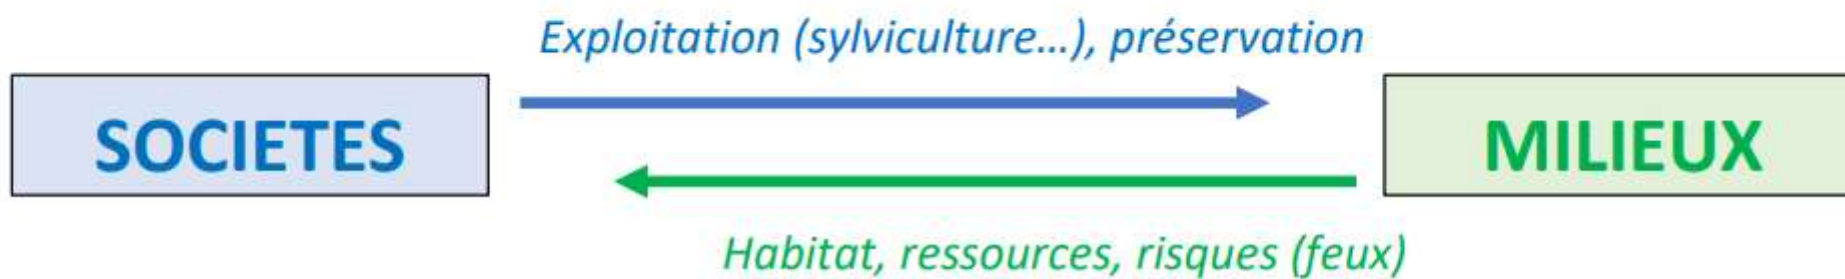 Exploitation (sylviculture…), préservation
SOCIETES
MILIEUX
Habitat, ressources, risques (feux)